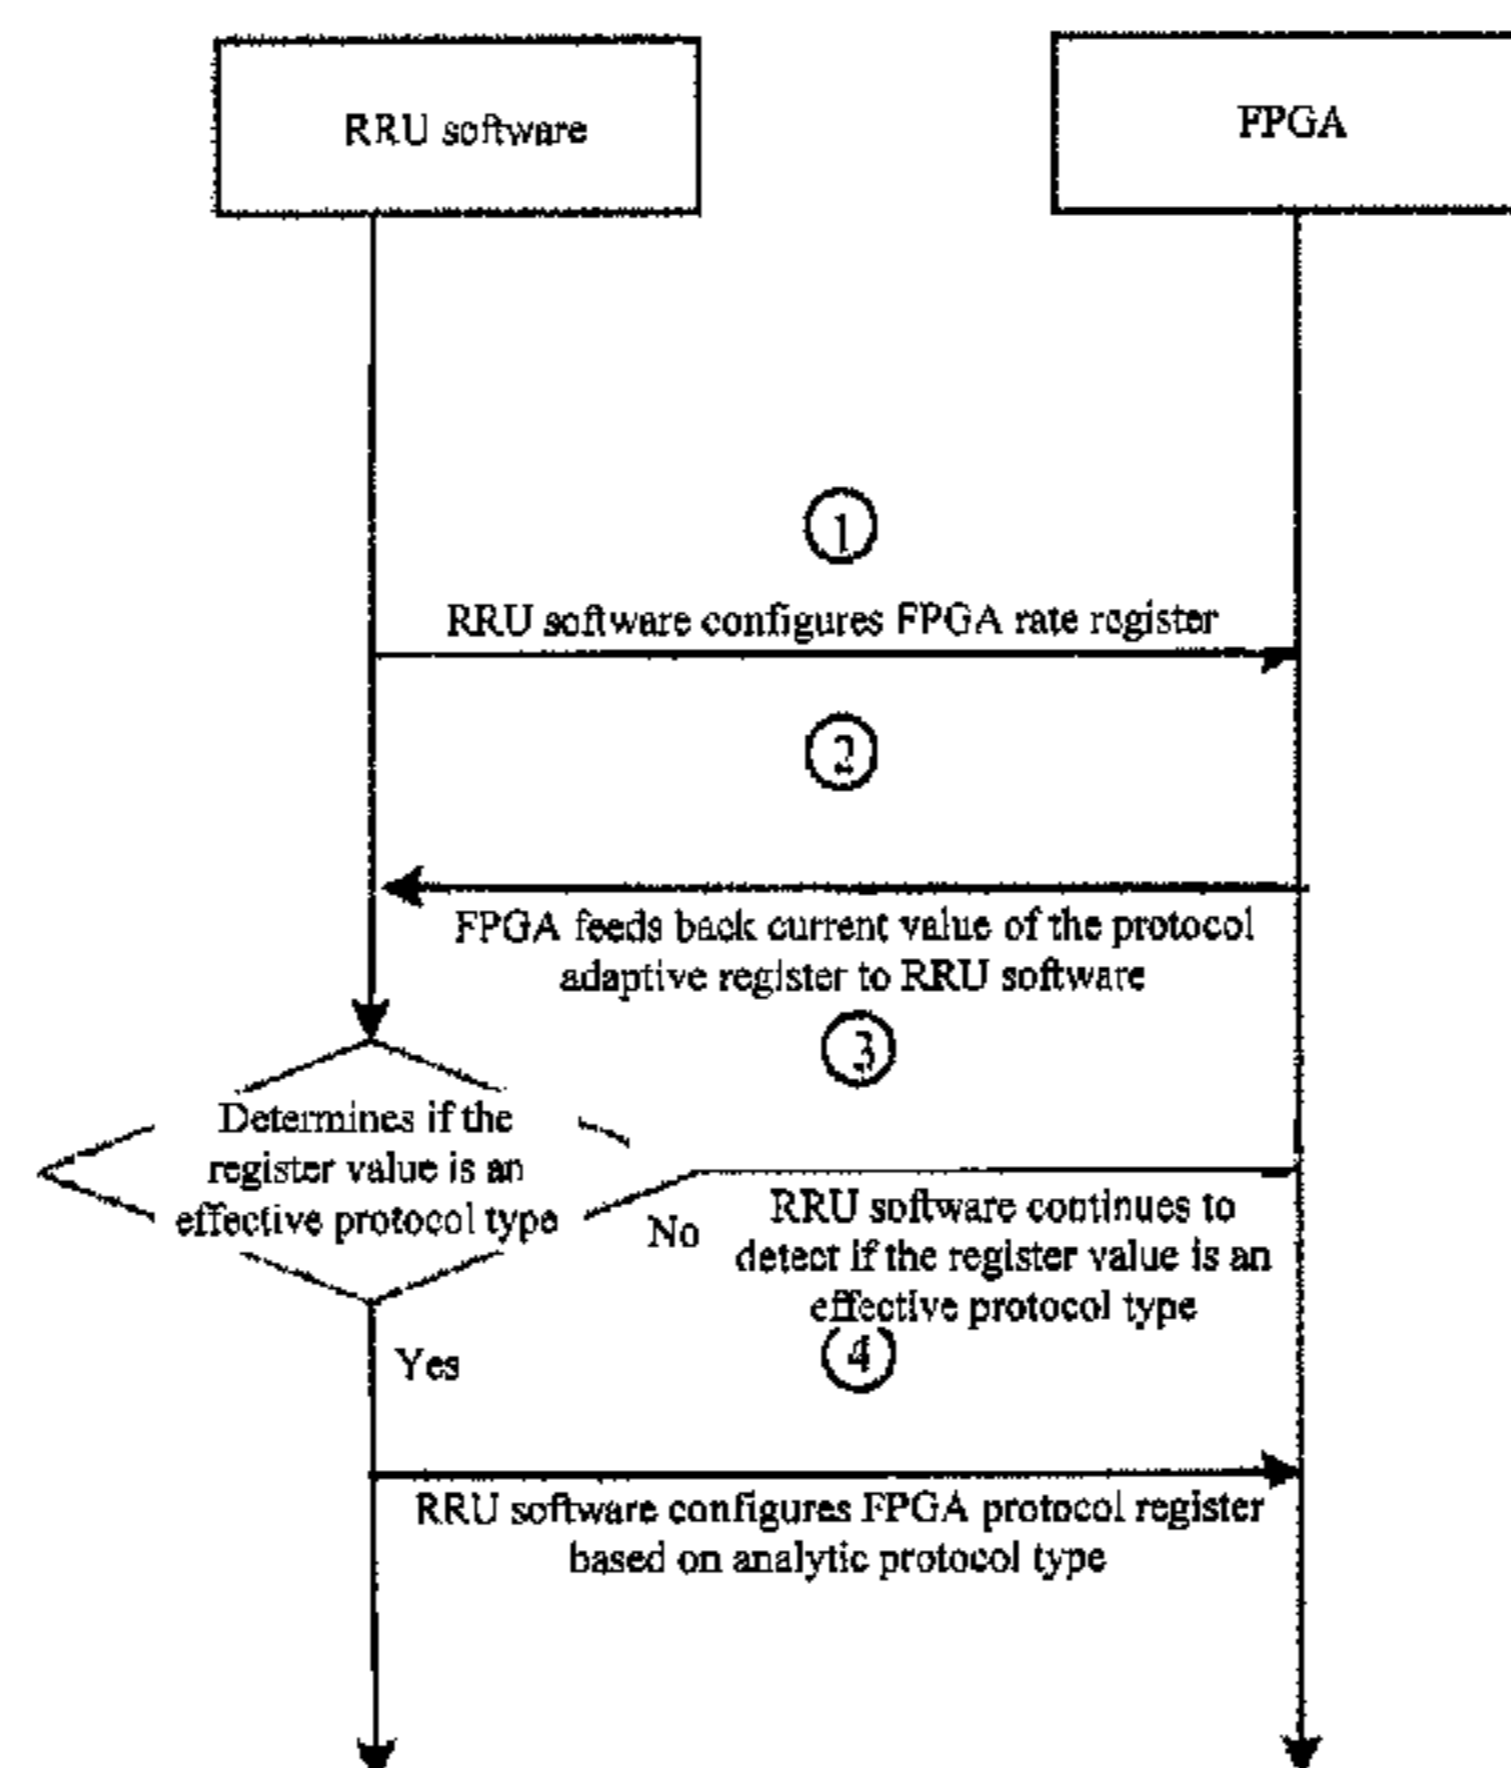 RRU software
FPGA
1
RRU software configures FPGA rate register
2
FPGA feeds back current value of the protocol
adaptive register to RRU software
3
Determines if the
register value is an
effective protocol type
No
RRU software continues to
detect if the register value is an
effective protocol type
4
Yes
RRU software configures FPGA protocol register
based on analytic protocol type